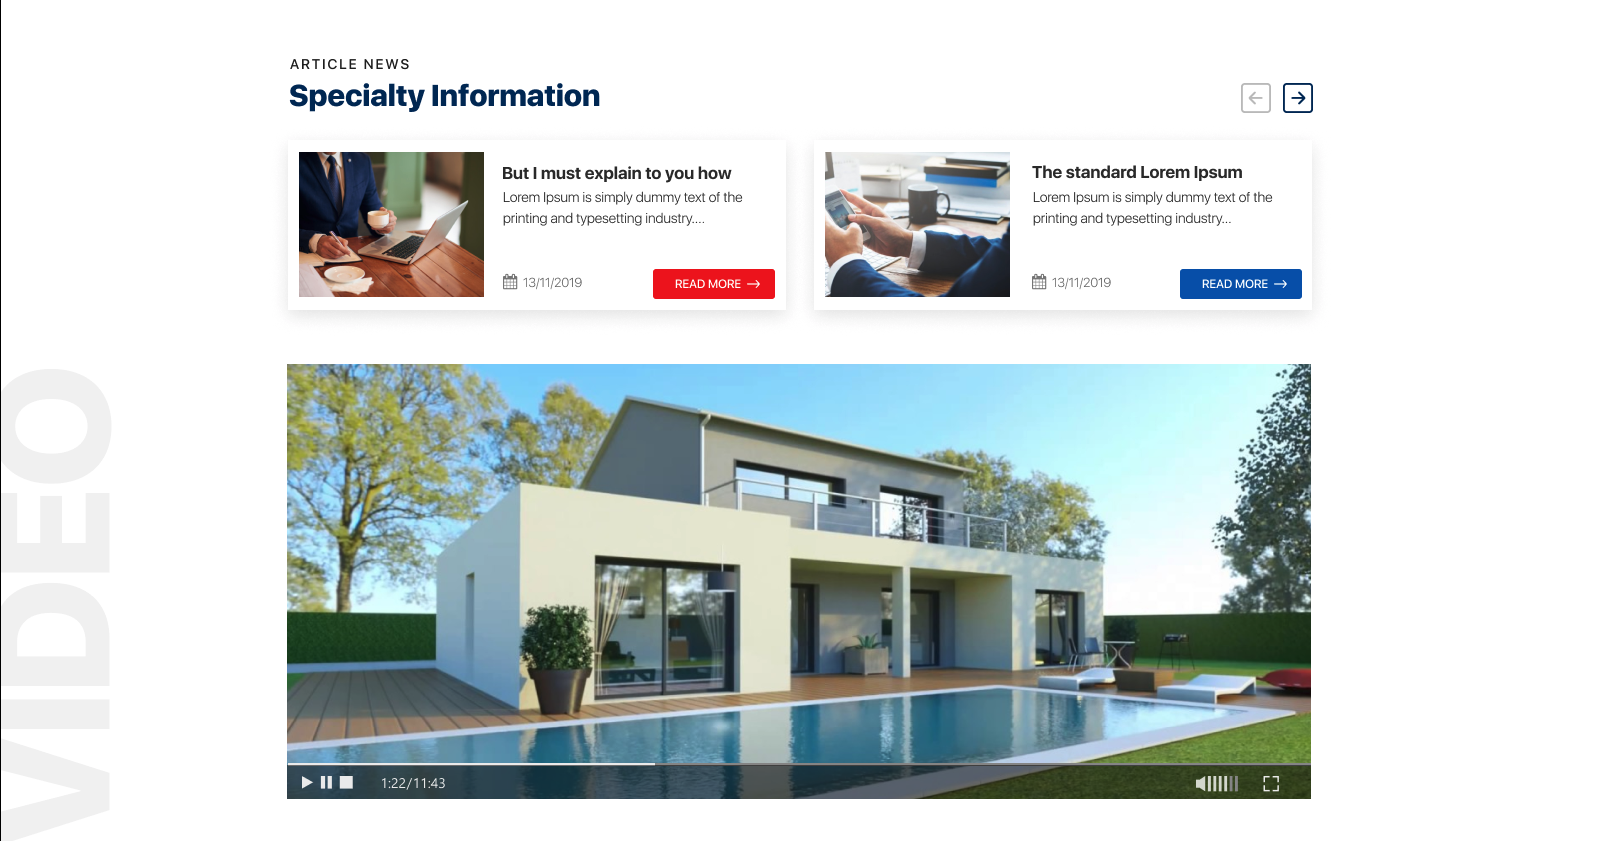 ARTICLE NEWS
Specialty Information
But I must explain to you how
Lorem Ipsum is simply dummy text of the
printing and typesetting industry....
13/11/2019
READ MORE
The standard Lorem Ipsum
Lorem Ipsum is simply dummy text of the
printing and typesetting industry...
13/11/2019
READ MORE
VIDEO
1:22/11:43